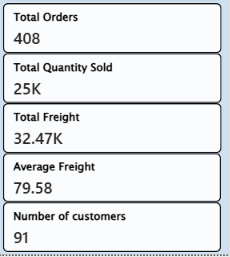 Total Orders
408
Total Quantity Sold
25K
Total Freight
32.47K
Average Freight
79.58
Number of customers
91